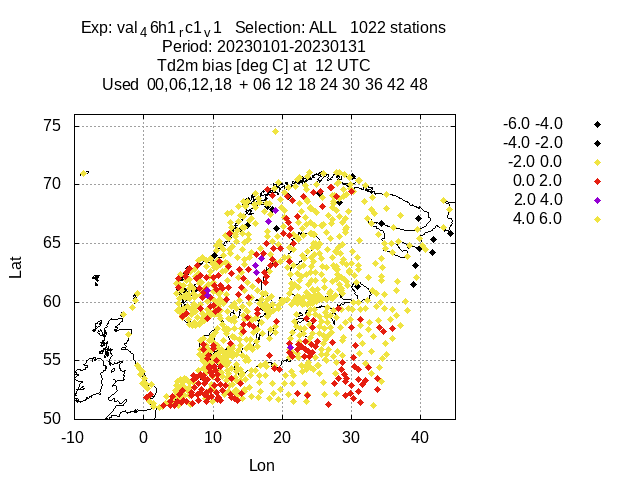 Exp: val_4 6h1_r c1_v 1 Selection: ALL 1022 stations
Period: 20230101-20230131
Td2m bias [deg C] at 12 UTC
Used 00,06,12,18 + 06 12 18 24 30 36 42 48
-6.0 -4.0
-4.0 -2.0
-2.0 0.0
0.0 2.0
2.0 4.0
4.0 6.0
75
70
65
60
55
50
Lat
-10 0 10 20 30 40
Lon